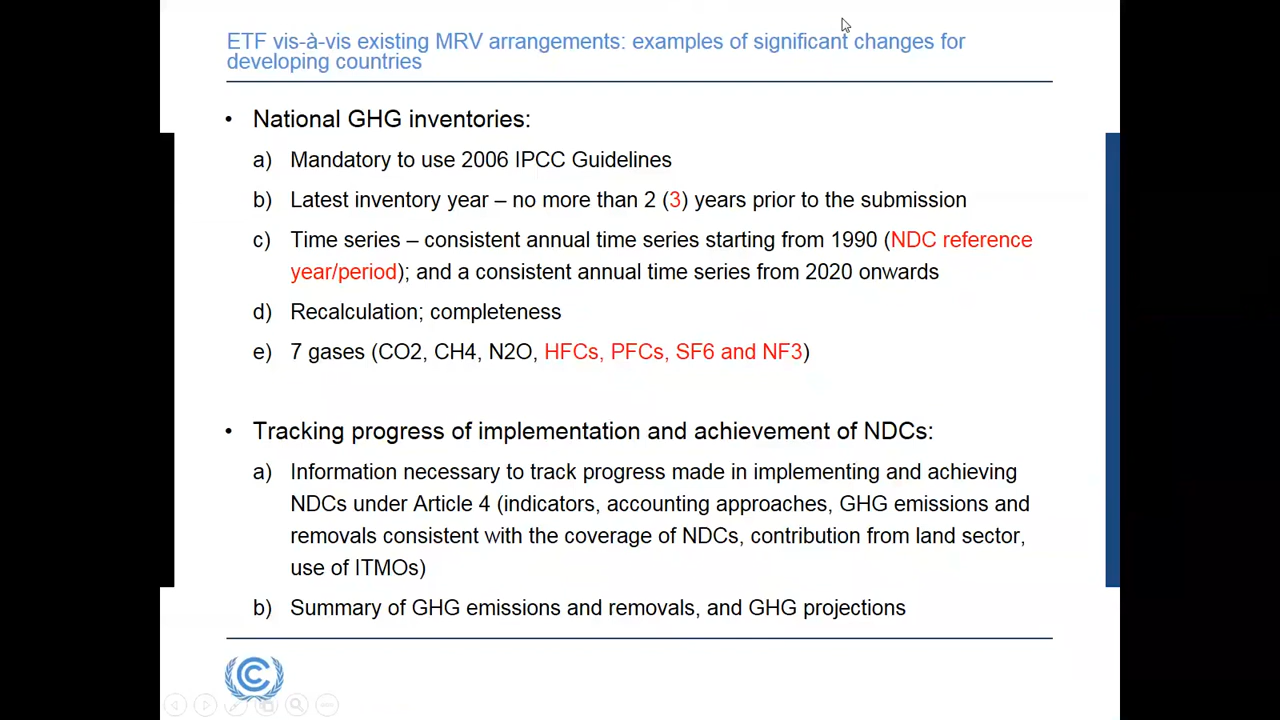 ETF vis-à-vis existing MRV arrangements: examples of significant changes for
developing countries
• National GHG inventories:
a) Mandatory to use 2006 IPCC Guidelines
b) Latest inventory year – no more than 2 (3) years prior to the submission
c) Time series – consistent annual time series starting from 1990 (NDC reference
year/period); and a consistent annual time series from 2020 onwards
d) Recalculation; completeness
e) 7 gases (CO2, CH4, N2O, HFCs, PFCs, SF6 and NF3)
• Tracking progress of implementation and achievement of NDCs:
a) Information necessary to track progress made in implementing and achieving
NDCs under Article 4 (indicators, accounting approaches, GHG emissions and
removals consistent with the coverage of NDCs, contribution from land sector,
use of ITMOs)
b) Summary of GHG emissions and removals, and GHG projections